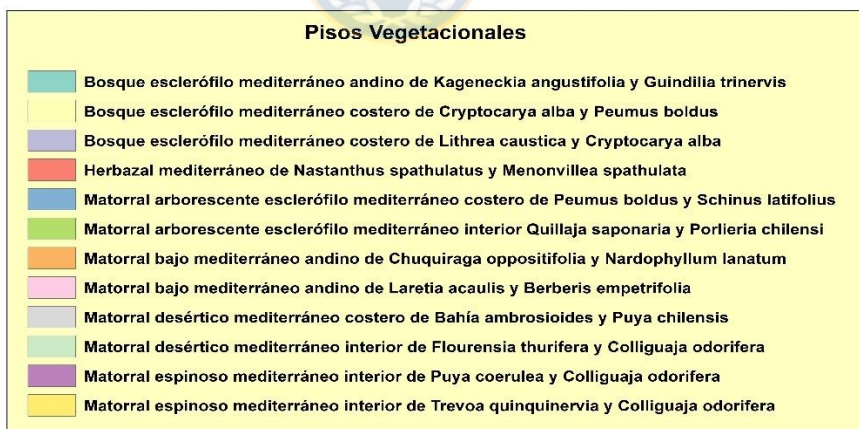 Pisos Vegetacionales
Bosque esclerófilo mediterráneo andino de Kageneckia angustifolia y Guindilia trinervis
Bosque esclerófilo mediterráneo costero de Cryptocarya alba y Peumus boldus
Bosque esclerófilo mediterráneo costero de Lithrea caustica y Cryptocarya alba
Herbazal mediterráneo de Nastanthus spathulatus y Menonvillea spathulata
Matorral arborescente esclerófilo mediterráneo costero de Peumus boldus y Schinus latifolius
Matorral arborescente esclerófilo mediterráneo interior Quillaja saponaria y Porlieria chilensi
Matorral bajo mediterráneo andino de Chuquiraga oppositifolia y Nardophyllum lanatum
Matorral bajo mediterráneo andino de Laretia acaulis y Berberis empetrifolia
Matorral desértico mediterráneo costero de Bahía ambrosioides y Puya chilensis
Matorral desértico mediterráneo interior de Flourensia thurifera y Colliguaja odorifera
Matorral espinoso mediterráneo interior de Puya coerulea y Colliguaja odorifera
Matorral espinoso mediterráneo interior de Trevoa quinquinervia y Colliguaja odorifera